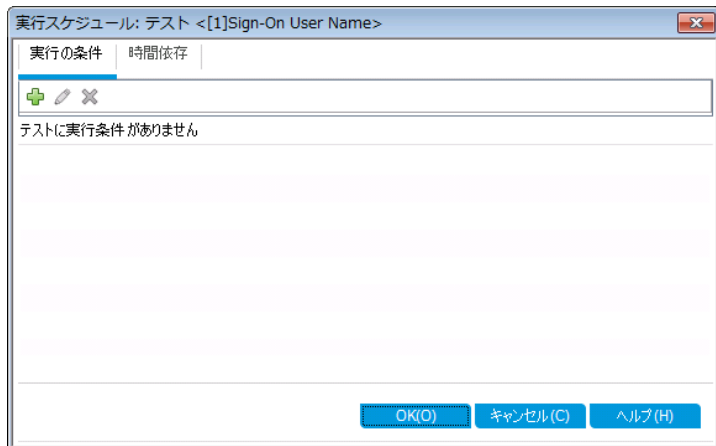 実行スケジュール: テスト <[1]Sign-On User Name>
実行の条件 時間依存
テストに実行条件がありません
OK(O) キャンセル(C) ヘルプ(H)